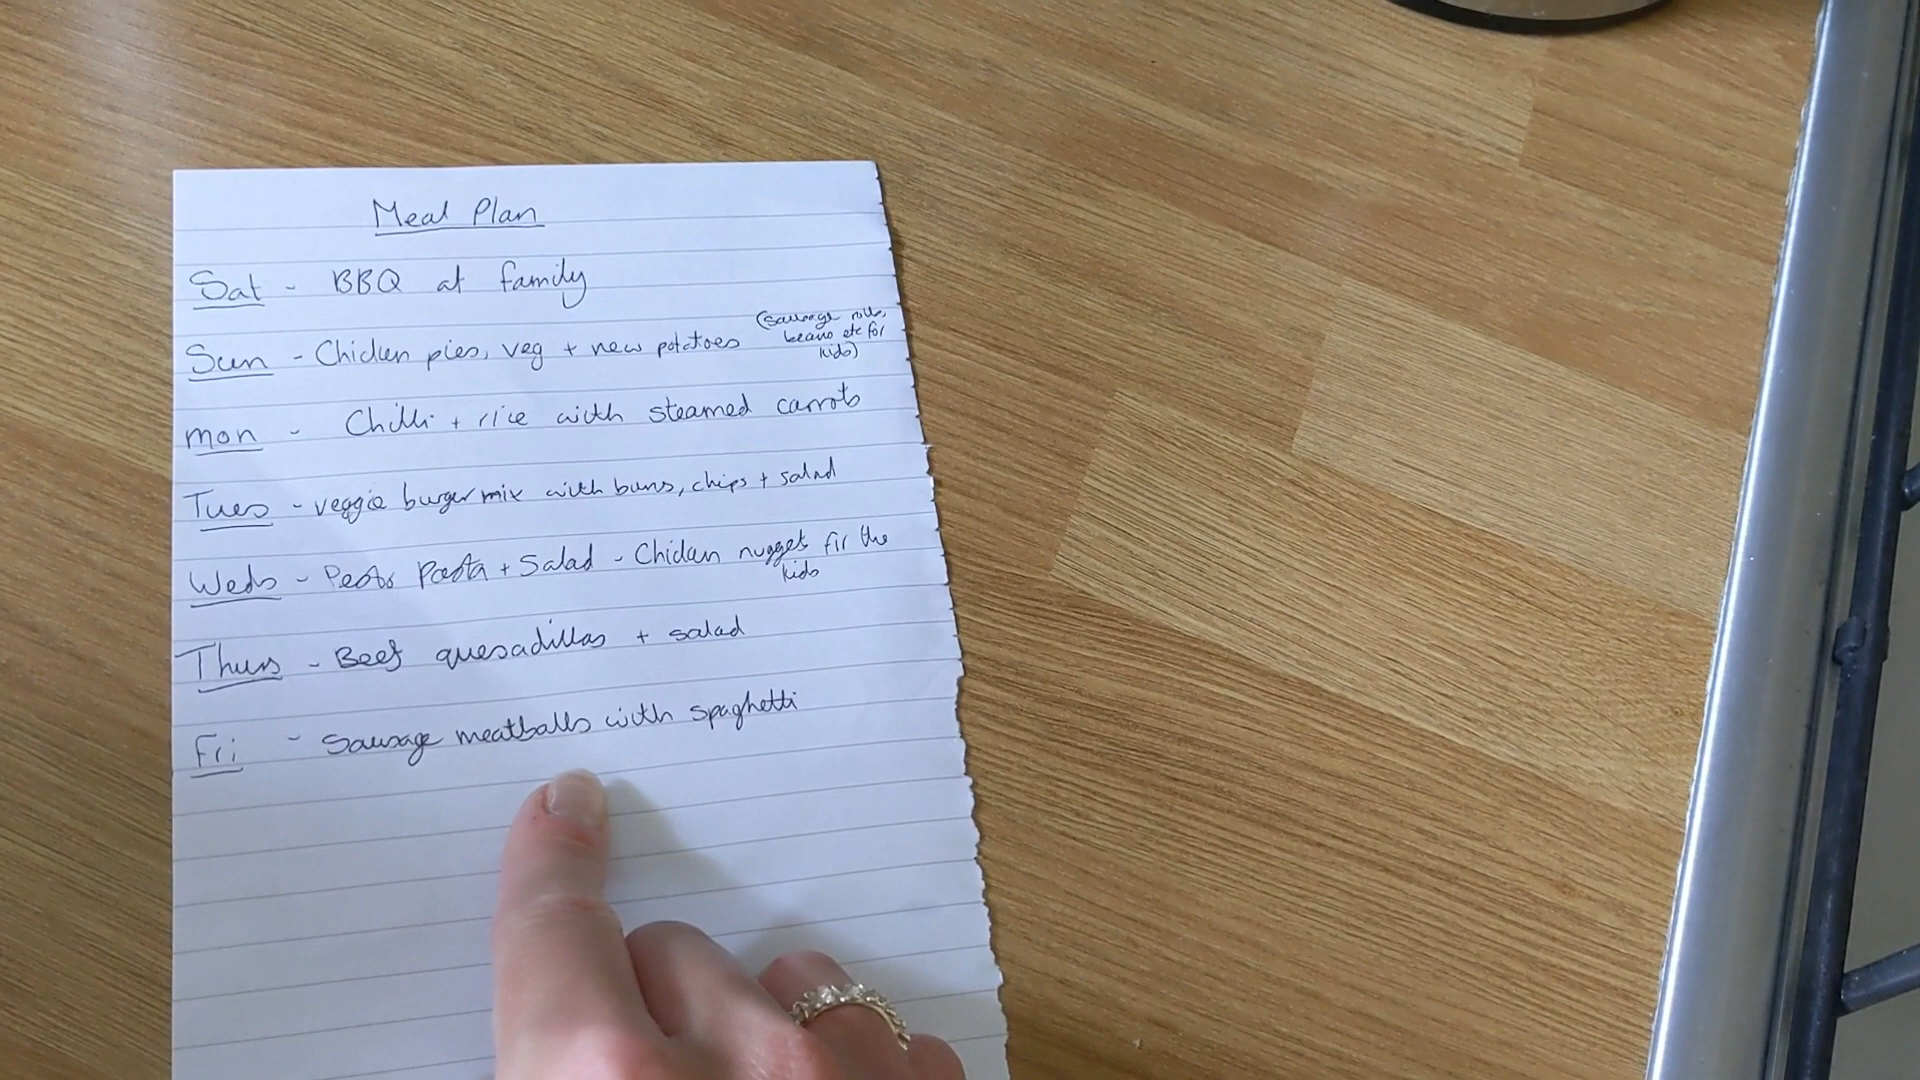 Meal Plan
Sat - BBQ at family
Sun - Chicken pies, veg + new potatoes
(sausage rolls,
beans etc for
kids)
Mon - Chilli + rice with steamed carrots
Tues - veggie burger mix with buns, chips + salad
Weds - Pesto Pasta + Salad - Chicken nugget for the
kids
Thurs - Beef quesadillas + salad
Fri - Sausage meatballs with spaghetti